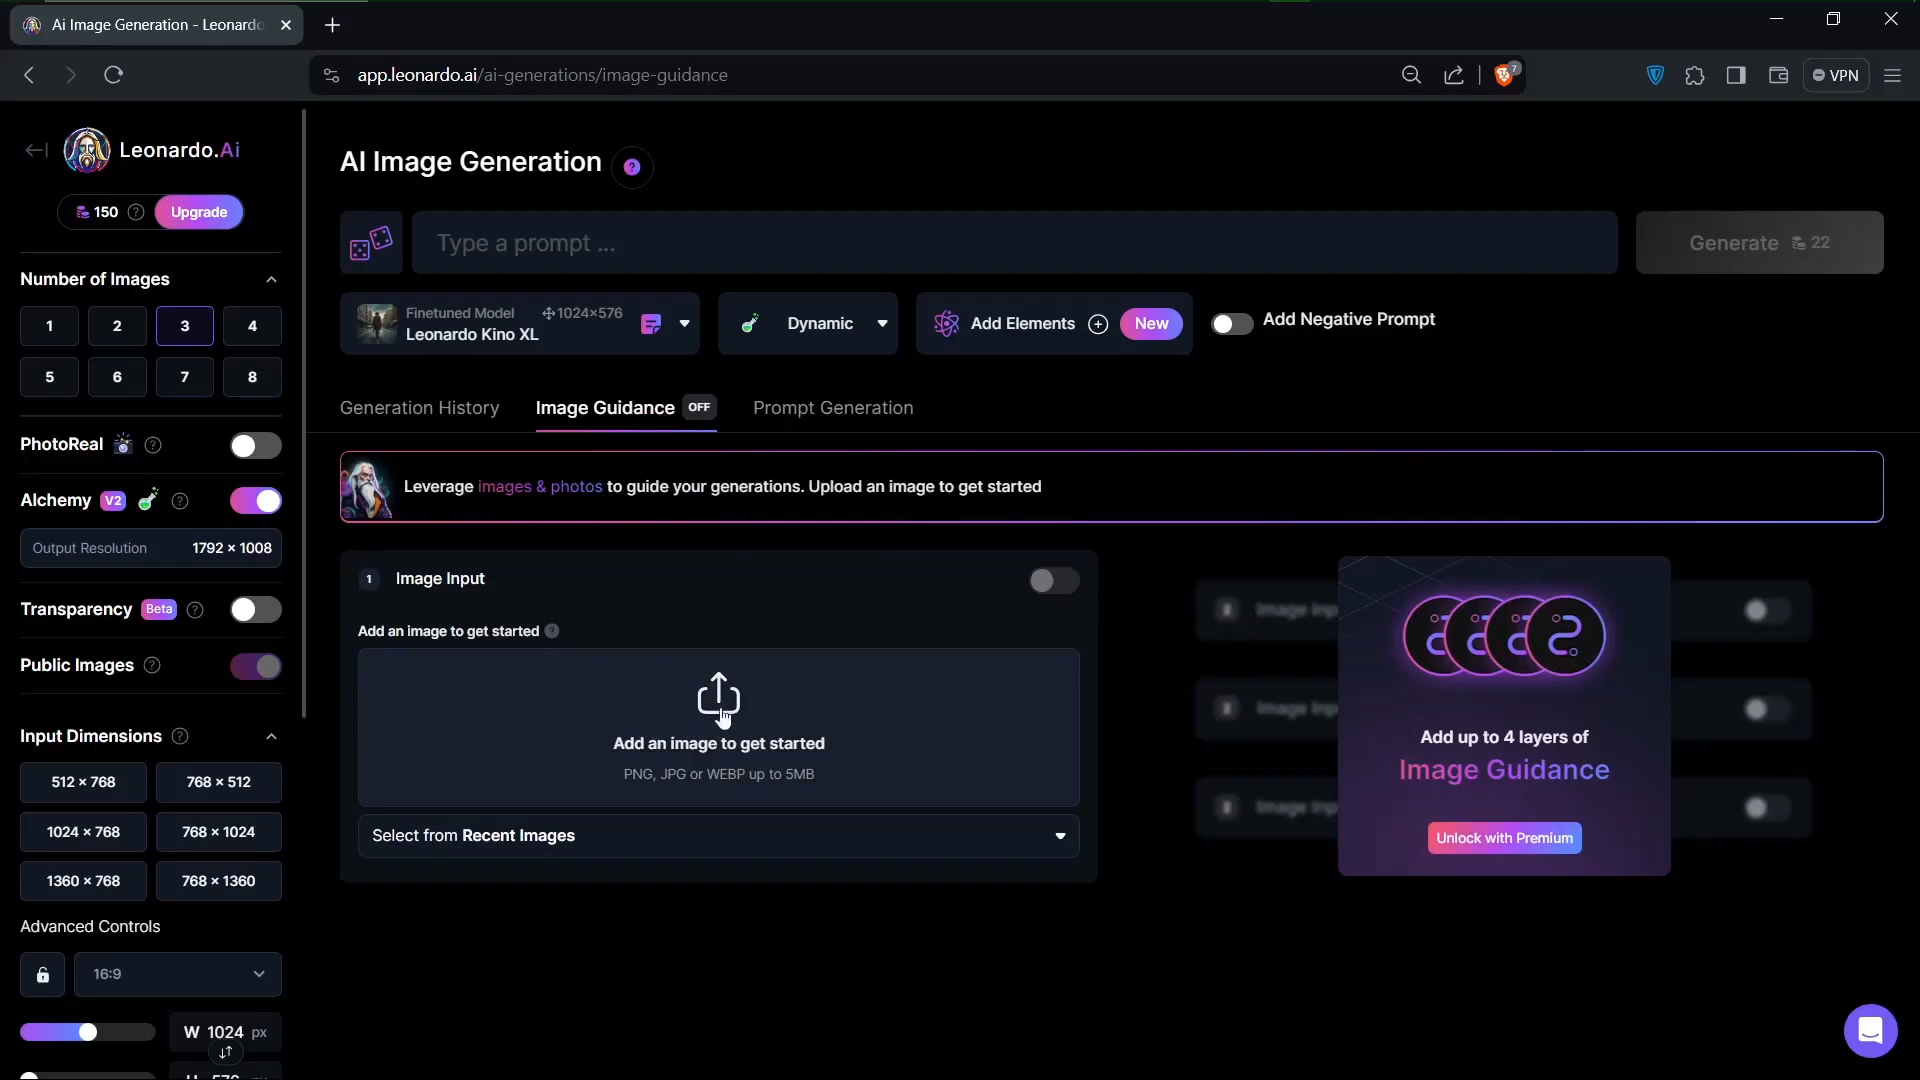 Ai Image Generation - Leonardo
app.leonardo.ai/ai-generations/image-guidance
7
VPN
Leonardo.Ai
150
Upgrade
Number of Images
1 2 3 4
5 6 7 8
PhotoReal
Alchemy V2
Output Resolution 1792 × 1008
Transparency Beta
Public Images
Input Dimensions
512 × 768 768 × 512
1024 × 768 768 × 1024
1360 × 768 768 × 1360
Advanced Controls
16:9
W 1024 px
AI Image Generation ?
Type a prompt ...
Generate 22
Finetuned Model 1024×576
Leonardo Kino XL
Dynamic
Add Elements New
Add Negative Prompt
Generation History Image Guidance OFF Prompt Generation
Leverage images & photos to guide your generations. Upload an image to get started
1 Image Input
Add an image to get started ?
Add an image to get started
PNG, JPG or WEBP up to 5MB
Select from Recent Images
Add up to 4 layers of
Image Guidance
Unlock with Premium